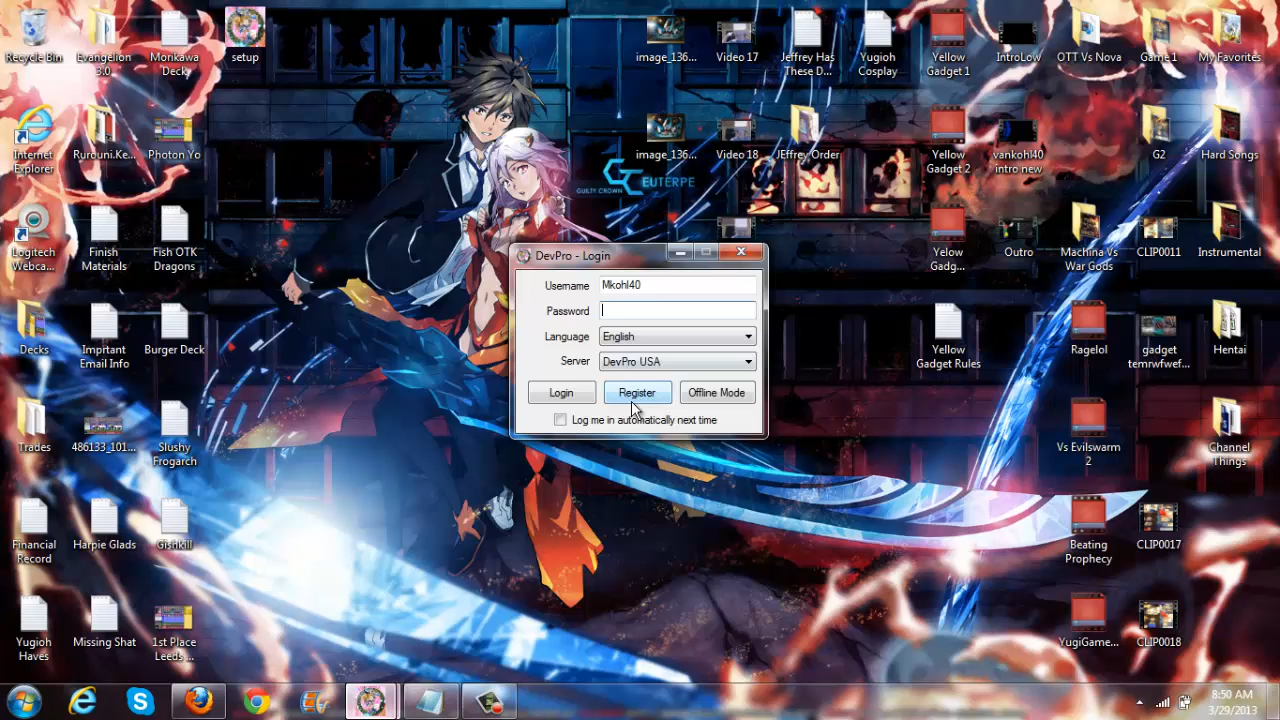 Recycle Bin
Evangelion
3.0
Monkawa
Deck
setup
image_136...
Video 17
Jeffrey Has
These D...
Yugioh
Cosplay
Yellow
Gadget 1
IntroLow
OTT Vs Nova
Game 1
My Favorites
Internet
Explorer
Rurouni.Ke...
Photon Yo
image_136...
Video 18
JEffrey Order
Yellow
Gadget 2
vankohl40
intro new
G2
Hard Songs
GUILTY CROWN
EUTERPE
Logitech
Webca...
Finish
Materials
Fish OTK
Dragons
Yelow
Gadg...
Outro
Machina Vs
War Gods
CLIP0011
Instrumental
DevPro - Login
Username
Mkohl40
Password
Language
English
Server
DevPro USA
Login
Register
Offline Mode
Log me in automatically next time
Decks
Imprtant
Email Info
Burger Deck
Yellow
Gadget Rules
Ragelol
gadget
temrwfwef...
Hentai
Trades
486133_101...
Slushy
Frogarch
Vs Evilswarm
2
Channel
Things
Financial
Record
Harpie Glads
Gishkill
Beating
Prophecy
CLIP0017
Yugioh
Haves
Missing Shat
1st Place
Leeds ...
YugiGame...
CLIP0018
8:50 AM
3/29/2013